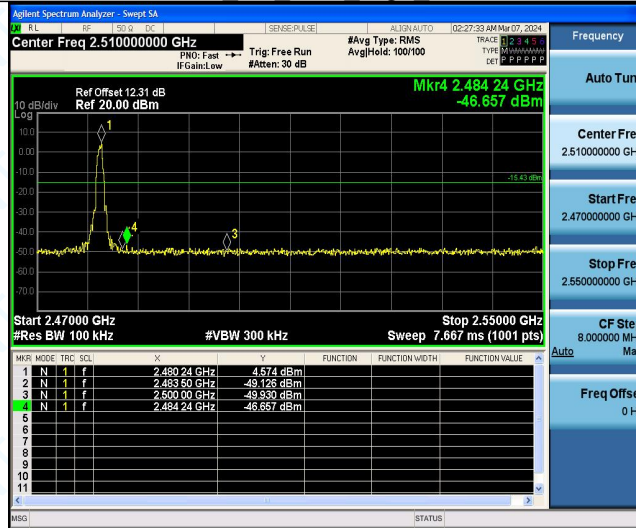 Agilent Spectrum Analyzer - Swept SA
RL RF 50 Ω DC SENSE:PULSE ALIGN AUTO 02:27:33 AM Mar 07, 2024
Center Freq 2.510000000 GHz
PNO: Fast
IFGain:Low
Trig: Free Run
#Atten: 30 dB
#Avg Type: RMS
Avg|Hold: 100/100
TRACE 1 2 3 4 5 6
TYPE M
DET P P P P P P
Ref Offset 12.31 dB
10 dB/div Ref 20.00 dBm
Log
Mkr4 2.484 24 GHz
-46.657 dBm
10.0
0.00
-10.0
-20.0
-30.0
-40.0
-50.0
-60.0
-70.0
1
4
3
-15.43 dBm
Start 2.47000 GHz Stop 2.55000 GHz
#Res BW 100 kHz #VBW 300 kHz Sweep 7.667 ms (1001 pts)
MKR MODE TRC SCL X Y FUNCTION FUNCTION WIDTH FUNCTION VALUE
1 N 1 f 2.480 24 GHz 4.574 dBm
2 N 1 f 2.483 50 GHz -49.126 dBm
3 N 1 f 2.500 00 GHz -49.930 dBm
4 N 1 f 2.484 24 GHz -46.657 dBm
5
6
7
8
9
10
11
MSG STATUS
Frequency
Auto Tun
Center Fre
2.510000000 GH
Start Fre
2.470000000 GH
Stop Fre
2.550000000 GH
CF Ste
8.000000 MH
Auto Ma
Freq Offse
0 H